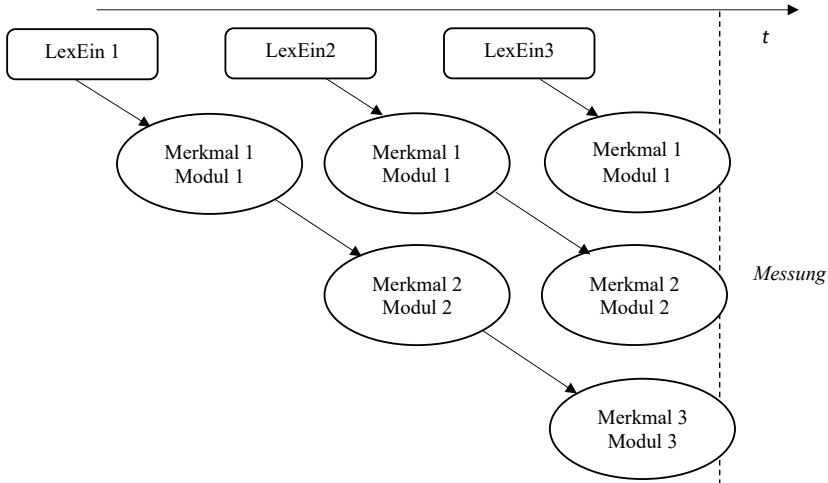 t
LexEin 1
LexEin2
LexEin3
Merkmal 1
Modul 1
Merkmal 1
Modul 1
Merkmal 1
Modul 1
Merkmal 2
Modul 2
Merkmal 2
Modul 2
Messung
Merkmal 3
Modul 3